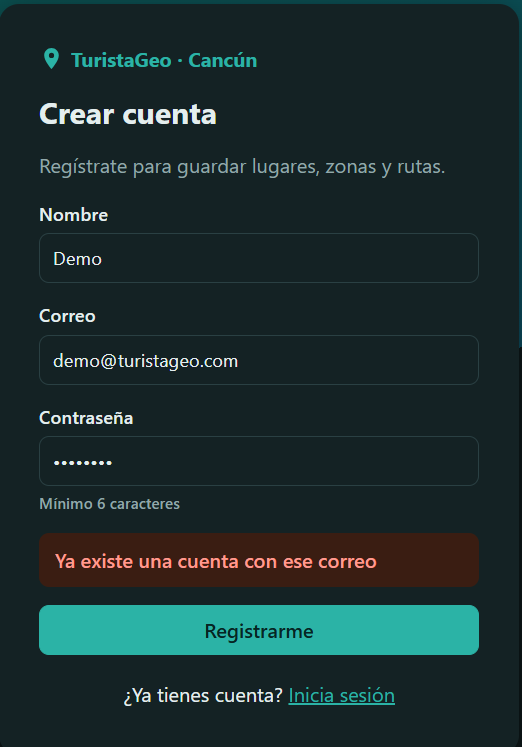 TuristaGeo · Cancún
Crear cuenta
Regístrate para guardar lugares, zonas y rutas.
Nombre
Demo
Correo
demo@turistageo.com
Contraseña
••••••••
Mínimo 6 caracteres
Ya existe una cuenta con ese correo
Registrarme
¿Ya tienes cuenta? Inicia sesión